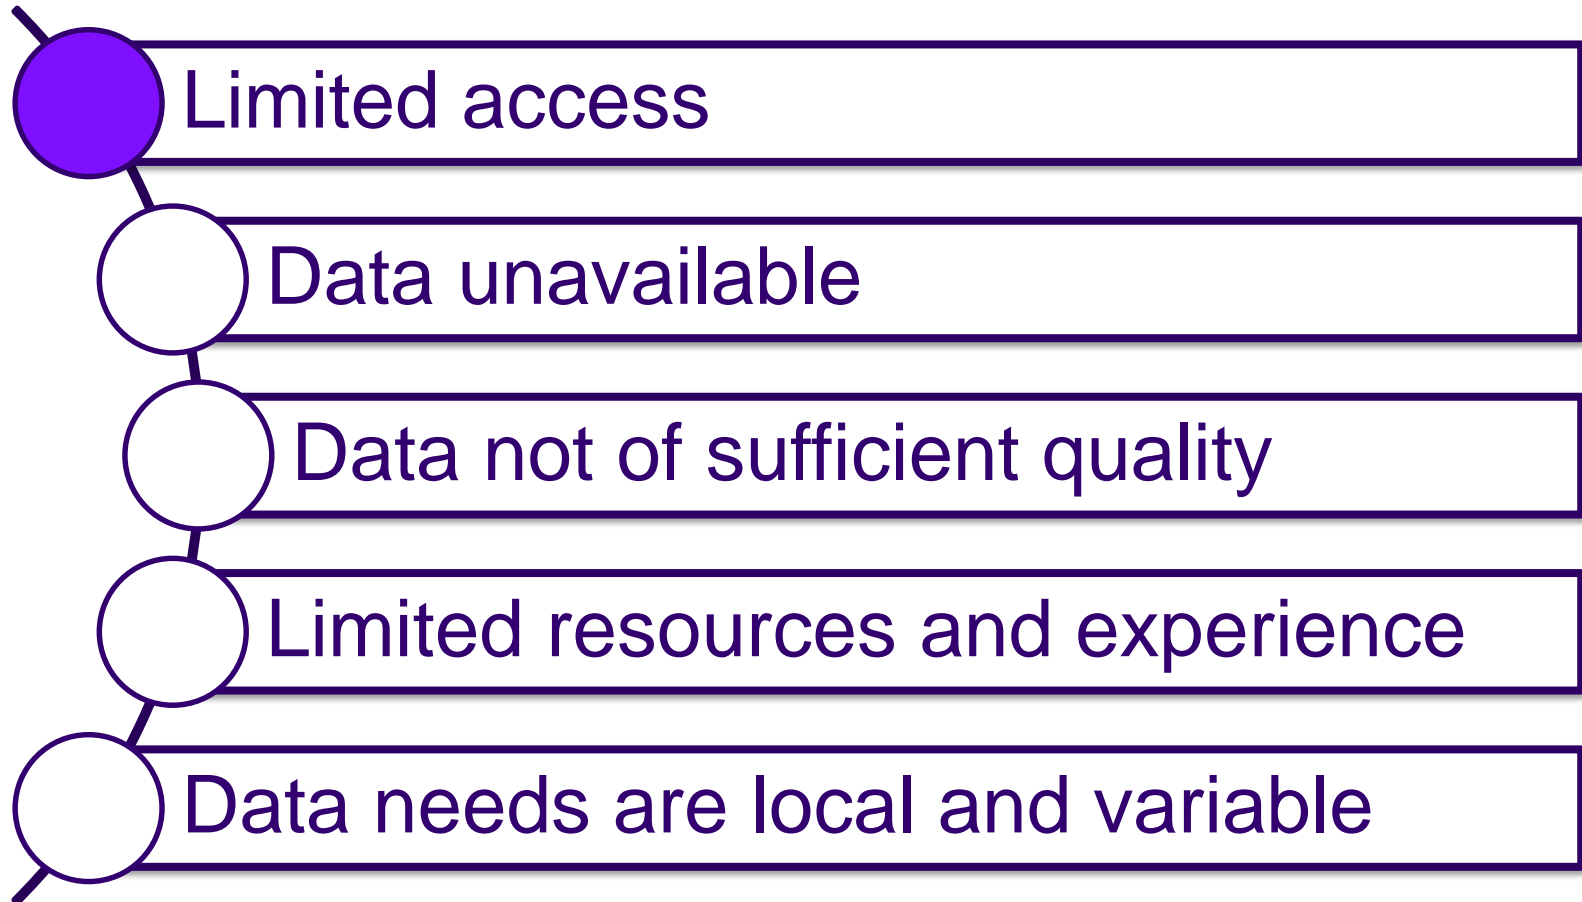 Limited access
Data unavailable
Data not of sufficient quality
Limited resources and experience
Data needs are local and variable